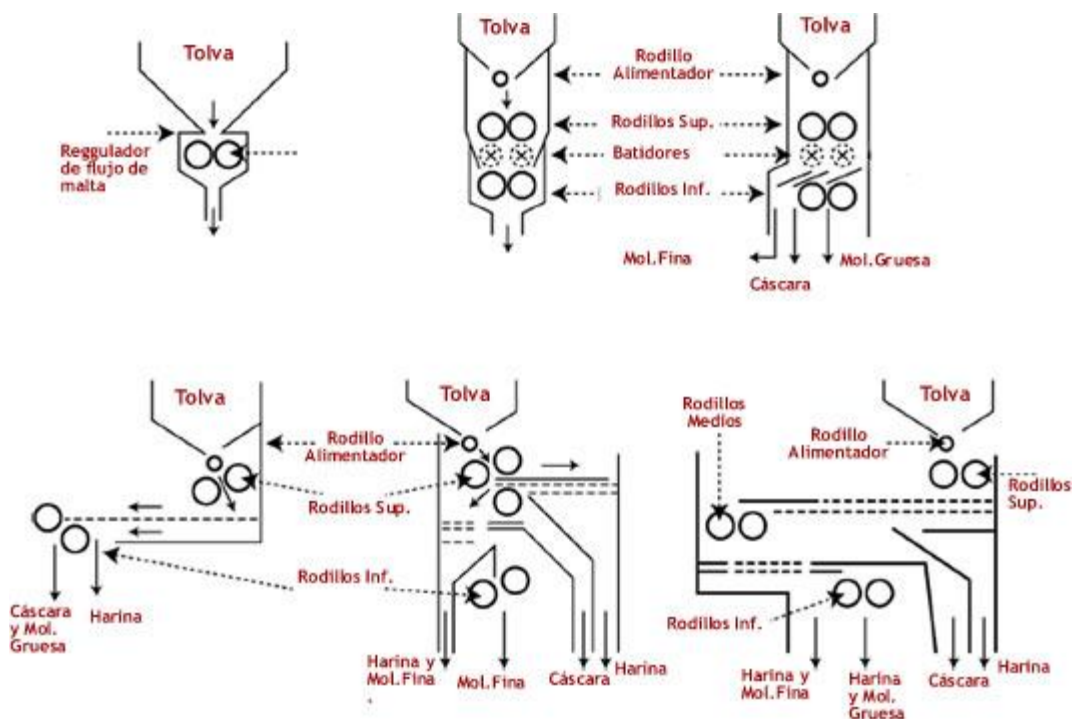 Tolva
Reggulador
de flujo de
malta
Tolva
Rodillo
Alimentador
Tolva
Rodillos Sup.
Batidores
Rodillos Inf.
Mol.Fina
Cáscara
Mol.Gruesa
Tolva
Rodillo
Alimentador
Tolva
Rodillos Sup.
Rodillos Inf.
Cáscara
y Mol.
Gruesa
Harina
Harina y
Mol.Fina
Mol.Fina
Cáscara
Harina
Rodillos
Medios
Tolva
Rodillo
Alimentador
Rodillos
Sup.
Rodillos Inf.
Harina y
Mol.Fina
Harina
y Mol.
Gruesa
Cáscara
Harina